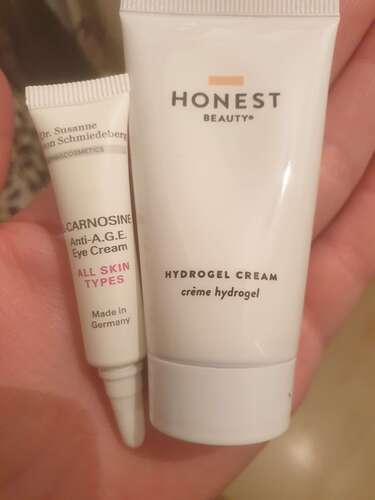 Dr. Susanne
von Schmiedeberg
L-CARNOSINE
Anti-A.G.E.
Eye Cream
ALL SKIN
TYPES
Made in
Germany
HONEST
BEAUTY®
HYDROGEL CREAM
crème hydrogel